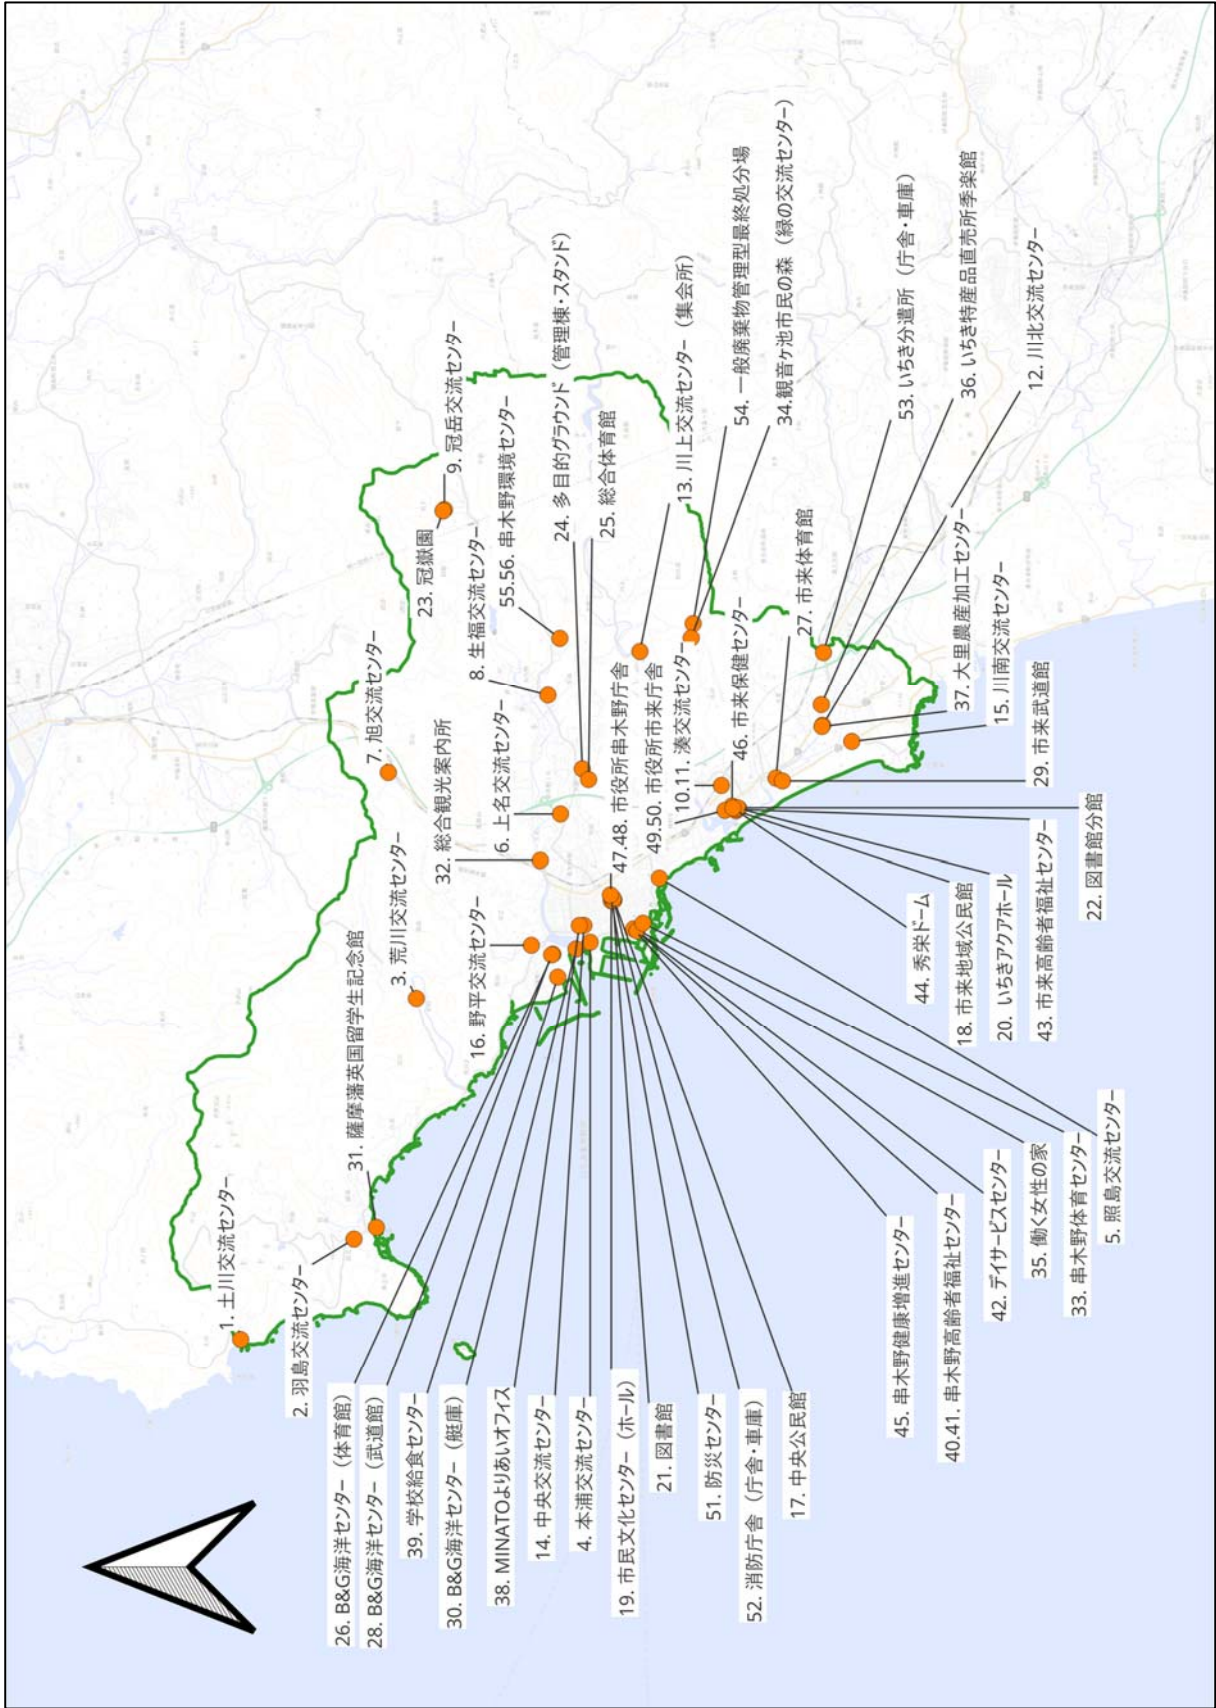 1. 土川交流センター
2. 羽島交流センター
31. 薩摩藩英国留学生記念館
3. 荒川交流センター
7. 旭交流センター
23. 冠嶽園
9. 冠岳交流センター
16. 野平交流センター
32. 総合観光案内所
6. 上名交流センター
8. 生福交流センター
55.56. 串木野環境センター
24. 多目的グラウンド（管理棟・スタンド）
25. 総合体育館
13. 川上交流センター（集会所）
54. 一般廃棄物管理型最終処分場
34.観音ヶ池市民の森（緑の交流センター）
47.48. 市役所串木野庁舎
49.50. 市役所市来庁舎
10.11. 湊交流センター
46. 市来保健センター
27. 市来体育館
53. いちき分遣所（庁舎・車庫）
36. いちき特産品直売所季楽館
12. 川北交流センター
37. 大里農産加工センター
15. 川南交流センター
29. 市来武道館
26. B&G海洋センター（体育館）
28. B&G海洋センター（武道館）
39. 学校給食センター
30. B&G海洋センター（艇庫）
38. MINATOよりあいオフィス
14. 中央交流センター
4. 本浦交流センター
19. 市民文化センター（ホール）
21. 図書館
51. 防災センター
52. 消防庁舎（庁舎・車庫）
17. 中央公民館
45. 串木野健康増進センター
40.41. 串木野高齢者福祉センター
42. デイサービスセンター
35. 働く女性の家
33. 串木野体育センター
5. 照島交流センター
44. 秀栄ドーム
18. 市来地域公民館
20. いちきアクアホール
43. 市来高齢者福祉センター
22. 図書館分館